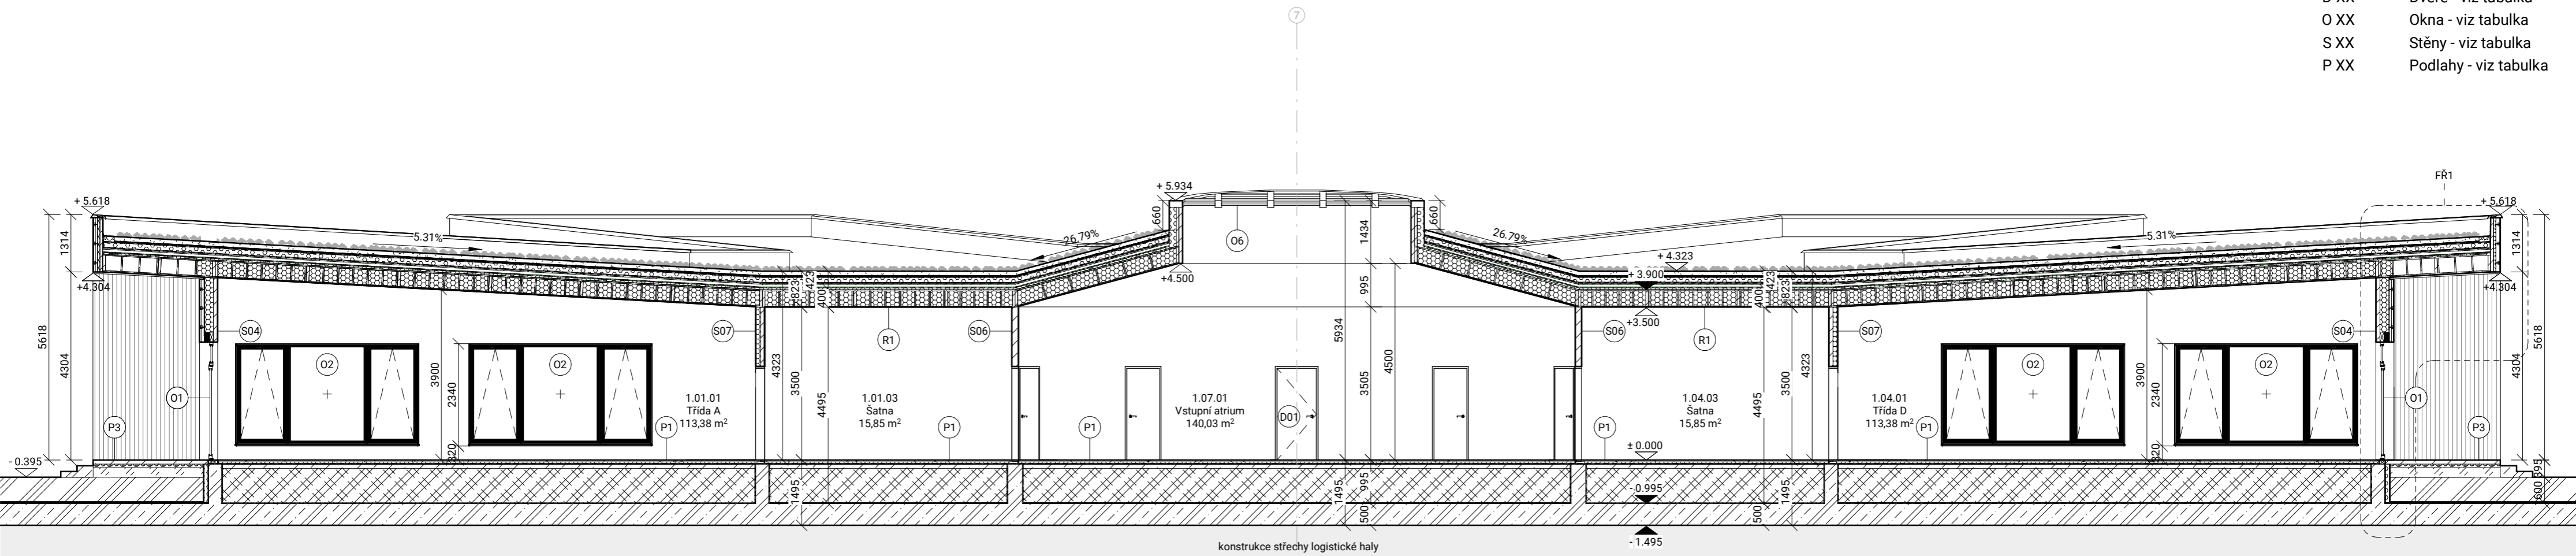 7
D XX Dveře - viz tabulka
O XX Okna - viz tabulka
S XX Stěny - viz tabulka
P XX Podlahy - viz tabulka
FŘ1
+ 5.618
+ 5.934
+ 5.618
5618
1314
4304
+4.304
5.31%
26.79%
660
+4.500
O6
1434
660
26.79%
+ 4.323
+ 3.900
+3.500
5.31%
1314
+4.304
5618
4304
823
423
400
995
5934
4500
3505
400
423
823
S04
S07
R1
S06
S06
R1
S07
S04
O1
O2
O2
3900
2340
820
4323
3500
4495
4495
3500
4323
3900
2340
820
O2
O2
O1
P3
P1
1.01.01
Třída A
113,38 m²
1.01.03
Šatna
15,85 m²
P1
P1
1.07.01
Vstupní atrium
140,03 m²
D01
P1
1.04.03
Šatna
15,85 m²
1.04.01
Třída D
113,38 m²
P1
P3
- 0.395
± 0.000
395
600
1495
1495
995
500
- 0.995
500
1495
- 1.495
konstrukce střechy logistické haly